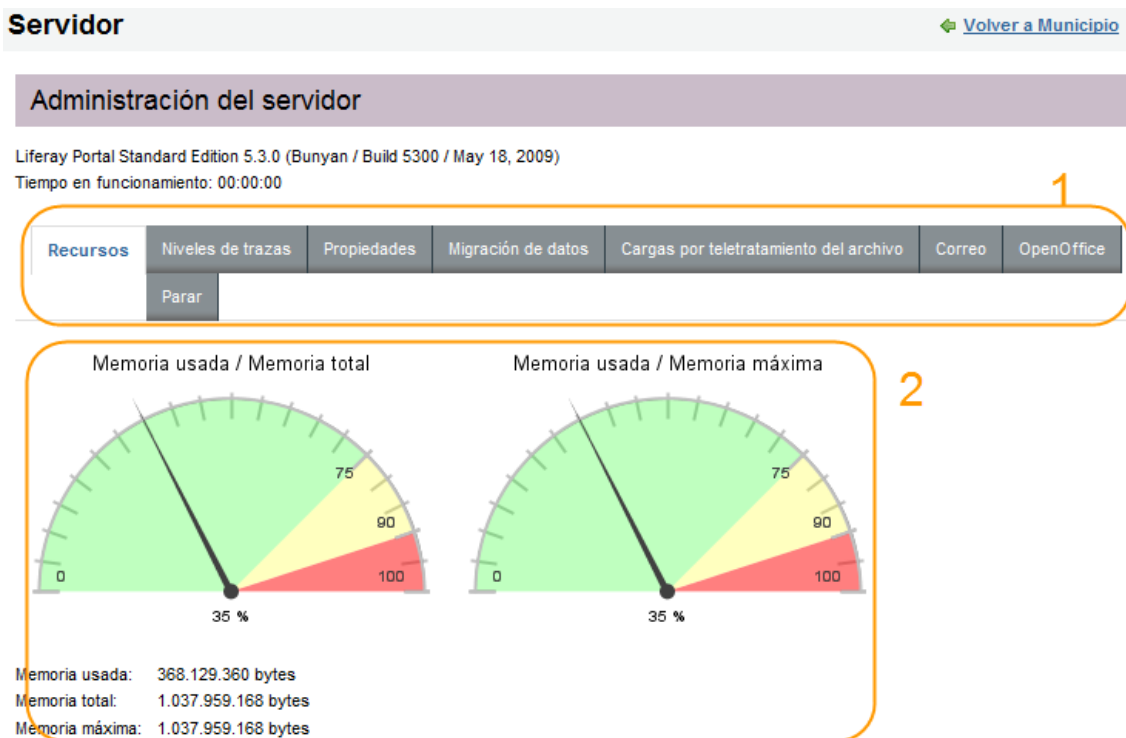 Servidor
Volver a Municipio
Administración del servidor
Liferay Portal Standard Edition 5.3.0 (Bunyan / Build 5300 / May 18, 2009)
Tiempo en funcionamiento: 00:00:00
1
Recursos Niveles de trazas Propiedades Migración de datos Cargas por teletratamiento del archivo Correo OpenOffice
Parar
Memoria usada / Memoria total Memoria usada / Memoria máxima
2
75 75
90 90
0 100 0 100
35 % 35 %
Memoria usada: 368.129.360 bytes
Memoria total: 1.037.959.168 bytes
Memoria máxima: 1.037.959.168 bytes